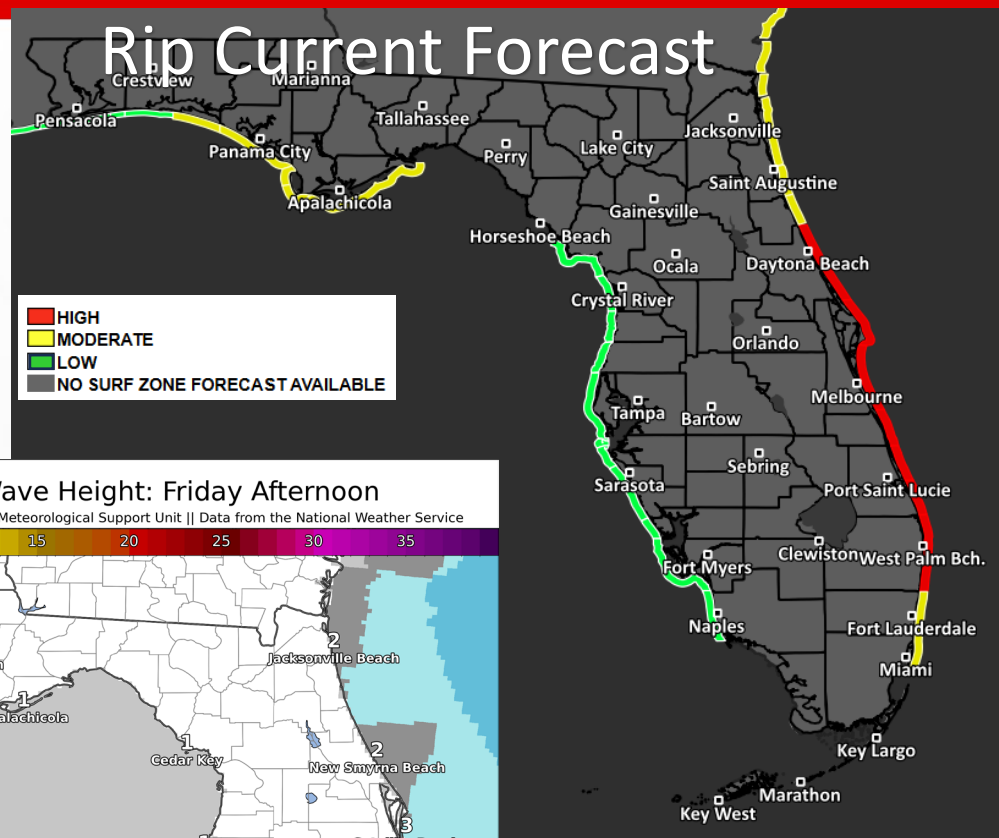 Rip Current Forecast
Crestview
Marianna
Pensacola
Tallahassee
Jacksonville
Panama City
Perry
Lake City
Saint Augustine
Apalachicola
Gainesville
Horseshoe Beach
Ocala
Daytona Beach
Crystal River
HIGH
MODERATE
LOW
NO SURF ZONE FORECAST AVAILABLE
Orlando
Melbourne
Tampa
Bartow
Sebring
Sarasota
Port Saint Lucie
Clewiston
West Palm Bch.
Fort Myers
Naples
Fort Lauderdale
Miami
Key Largo
Marathon
Key West
ave Height: Friday Afternoon
Meteorological Support Unit || Data from the National Weather Service
15 20 25 30 35
2
Jacksonville Beach
1
alachicola
1
Cedar Key
2
New Smyrna Beach
3